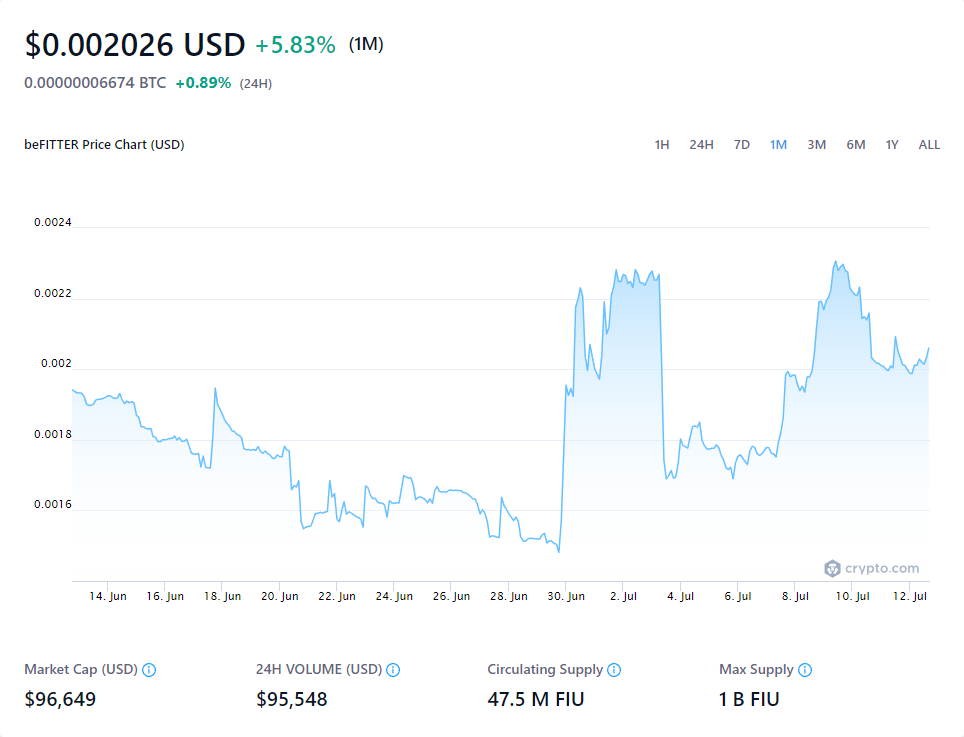 $0.002026 USD +5.83% (1M)
0.00000006674 BTC +0.89% (24H)
beFITTER Price Chart (USD)
1H 24H 7D 1M 3M 6M 1Y ALL
0.0024
0.0022
0.002
0.0018
0.0016
crypto.com
14. Jun 16. Jun 18. Jun 20. Jun 22. Jun 24. Jun 26. Jun 28. Jun 30. Jun 2. Jul 4. Jul 6. Jul 8. Jul 10. Jul 12. Jul
Market Cap (USD) 24H VOLUME (USD) Circulating Supply Max Supply
$96,649 $95,548 47.5 M FIU 1 B FIU